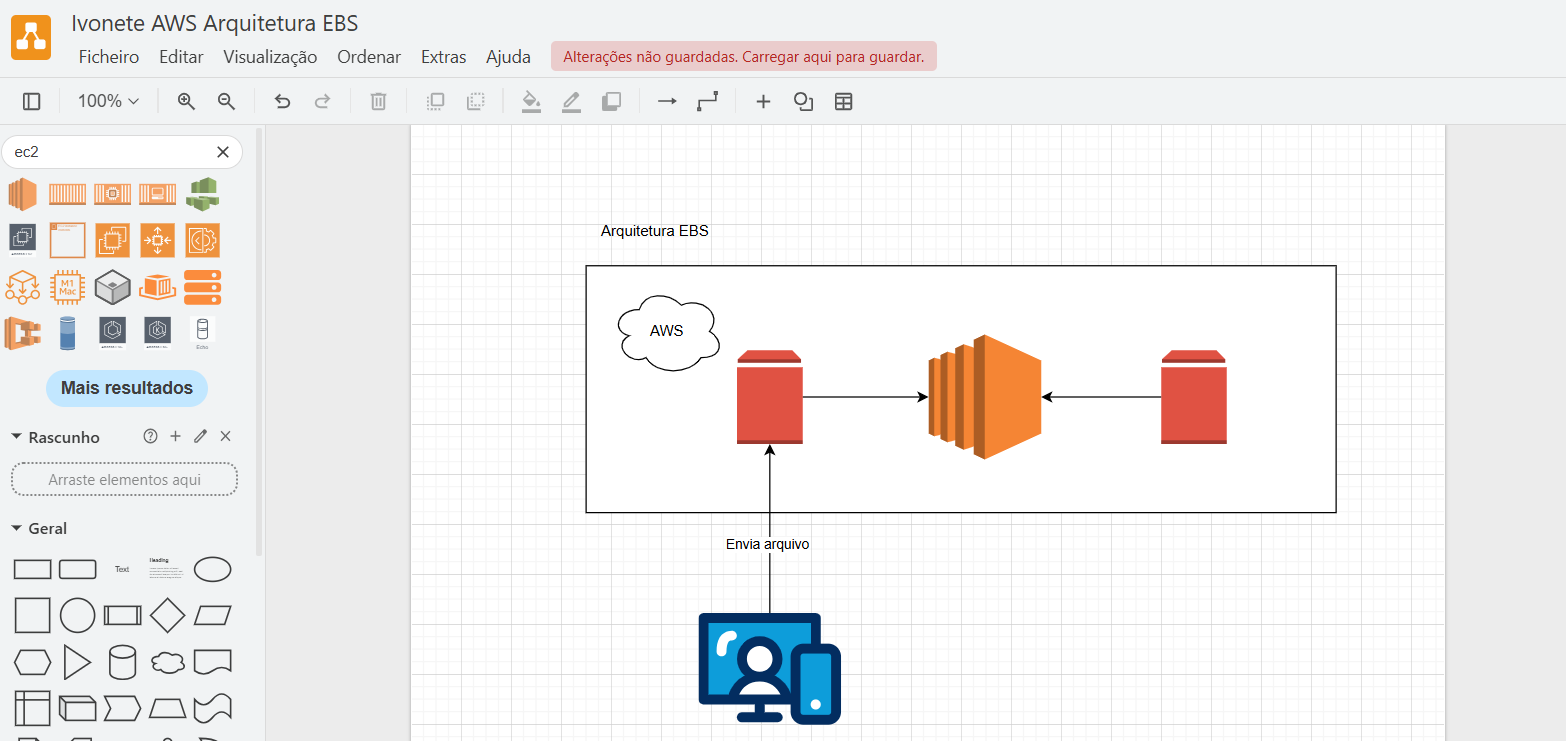 Ivonete AWS Arquitetura EBS
Ficheiro Editar Visualização Ordenar Extras Ajuda Alterações não guardadas. Carregar aqui para guardar.
100%
ec2
M1
Mac
Echo
Mais resultados
Rascunho
Arraste elementos aqui
Geral
Text
Heading
Arquitetura EBS
AWS
Envia arquivo